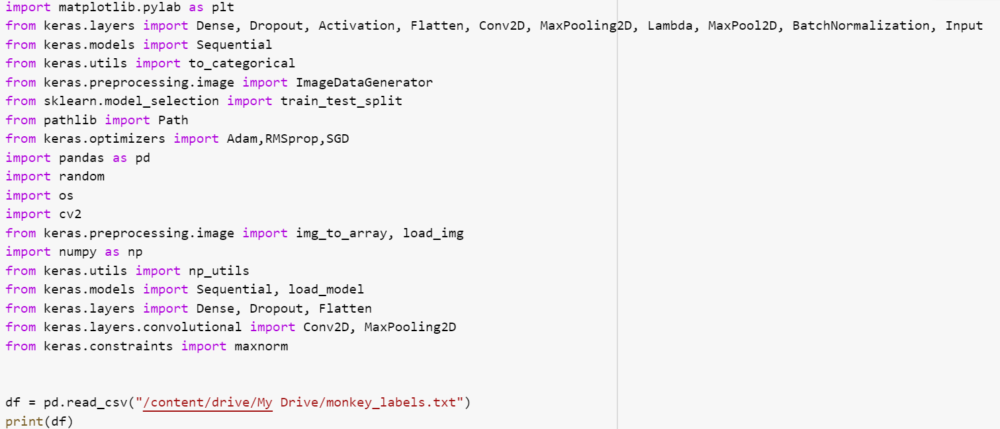 import matplotlib.pylab as plt
from keras.layers import Dense, Dropout, Activation, Flatten, Conv2D, MaxPooling2D, Lambda, MaxPool2D, BatchNormalization, Input
from keras.models import Sequential
from keras.utils import to_categorical
from keras.preprocessing.image import ImageDataGenerator
from sklearn.model_selection import train_test_split
from pathlib import Path
from keras.optimizers import Adam,RMSprop,SGD
import pandas as pd
import random
import os
import cv2
from keras.preprocessing.image import img_to_array, load_img
import numpy as np
from keras.utils import np_utils
from keras.models import Sequential, load_model
from keras.layers import Dense, Dropout, Flatten
from keras.layers.convolutional import Conv2D, MaxPooling2D
from keras.constraints import maxnorm
df = pd.read_csv("/content/drive/My Drive/monkey_labels.txt")
print(df)